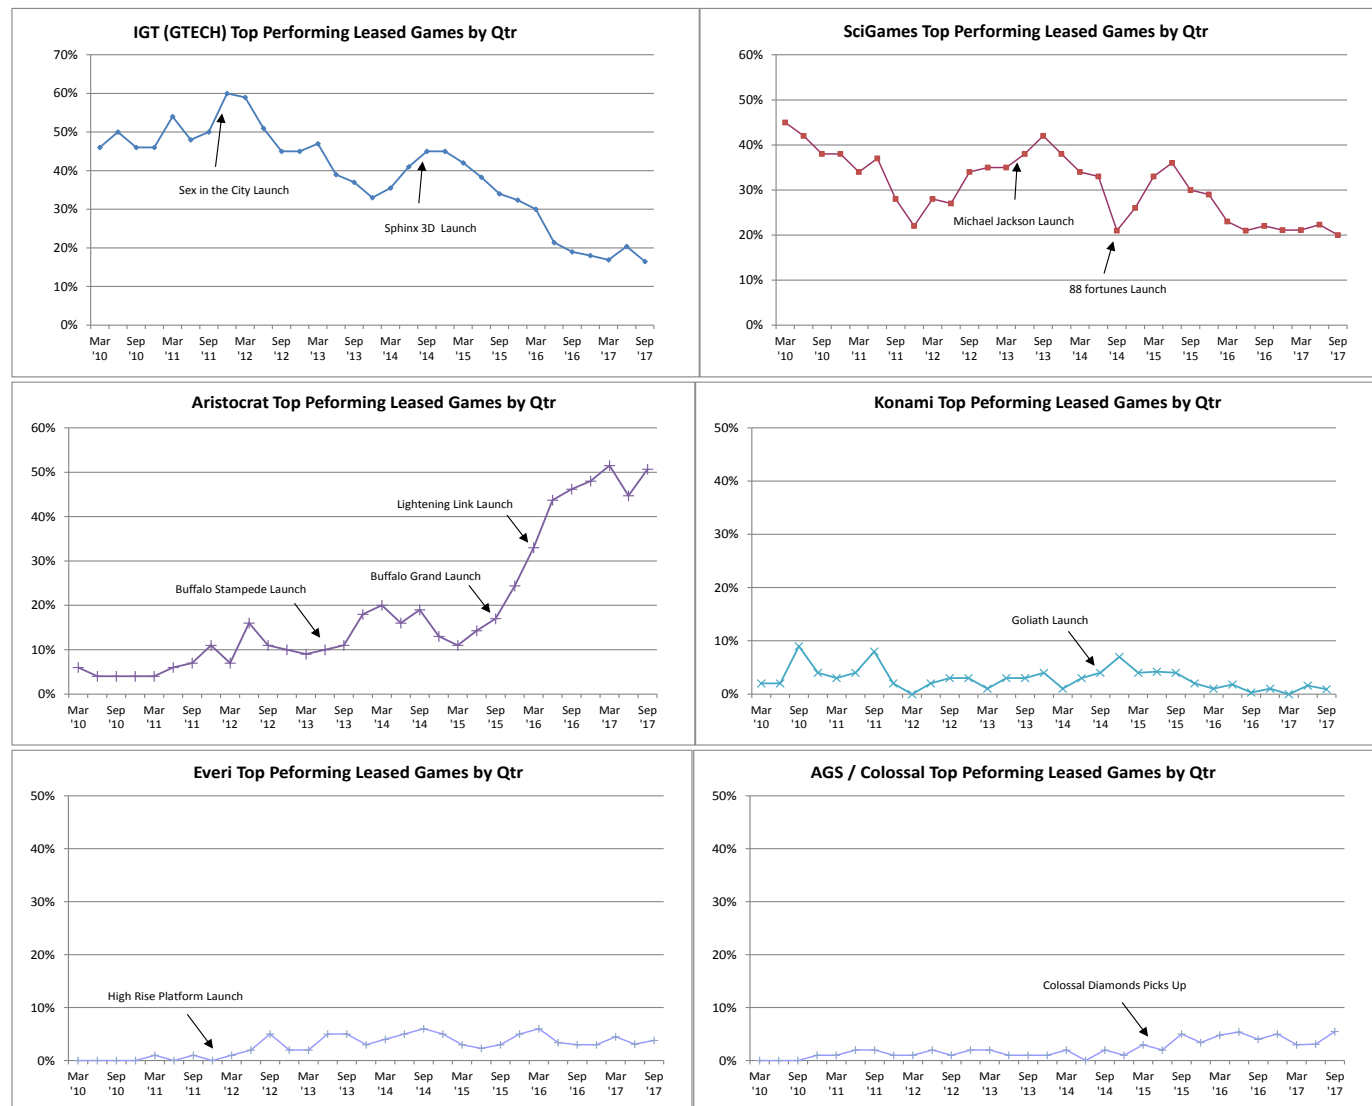 IGT (GTECH) Top Performing Leased Games by Qtr
70%
60%
50%
40%
30%
20%
10%
0%
Sex in the City Launch
Sphinx 3D Launch
Mar Sep Mar Sep Mar Sep Mar Sep Mar Sep Mar Sep Mar Sep Mar Sep
'10 '10 '11 '11 '12 '12 '13 '13 '14 '14 '15 '15 '16 '16 '17 '17
SciGames Top Performing Leased Games by Qtr
60%
50%
40%
30%
20%
10%
0%
Michael Jackson Launch
88 fortunes Launch
Mar Sep Mar Sep Mar Sep Mar Sep Mar Sep Mar Sep Mar Sep Mar Sep
'10 '10 '11 '11 '12 '12 '13 '13 '14 '14 '15 '15 '16 '16 '17 '17
Aristocrat Top Peforming Leased Games by Qtr
60%
50%
40%
30%
20%
10%
0%
Lightening Link Launch
Buffalo Grand Launch
Buffalo Stampede Launch
Mar Sep Mar Sep Mar Sep Mar Sep Mar Sep Mar Sep Mar Sep Mar Sep
'10 '10 '11 '11 '12 '12 '13 '13 '14 '14 '15 '15 '16 '16 '17 '17
Konami Top Peforming Leased Games by Qtr
50%
40%
30%
20%
10%
0%
Goliath Launch
Mar Sep Mar Sep Mar Sep Mar Sep Mar Sep Mar Sep Mar Sep Mar Sep
'10 '10 '11 '11 '12 '12 '13 '13 '14 '14 '15 '15 '16 '16 '17 '17
Everi Top Peforming Leased Games by Qtr
50%
40%
30%
20%
10%
0%
High Rise Platform Launch
Mar Sep Mar Sep Mar Sep Mar Sep Mar Sep Mar Sep Mar Sep Mar Sep
'10 '10 '11 '11 '12 '12 '13 '13 '14 '14 '15 '15 '16 '16 '17 '17
AGS / Colossal Top Peforming Leased Games by Qtr
50%
40%
30%
20%
10%
0%
Colossal Diamonds Picks Up
Mar Sep Mar Sep Mar Sep Mar Sep Mar Sep Mar Sep Mar Sep Mar Sep
'10 '10 '11 '11 '12 '12 '13 '13 '14 '14 '15 '15 '16 '16 '17 '17